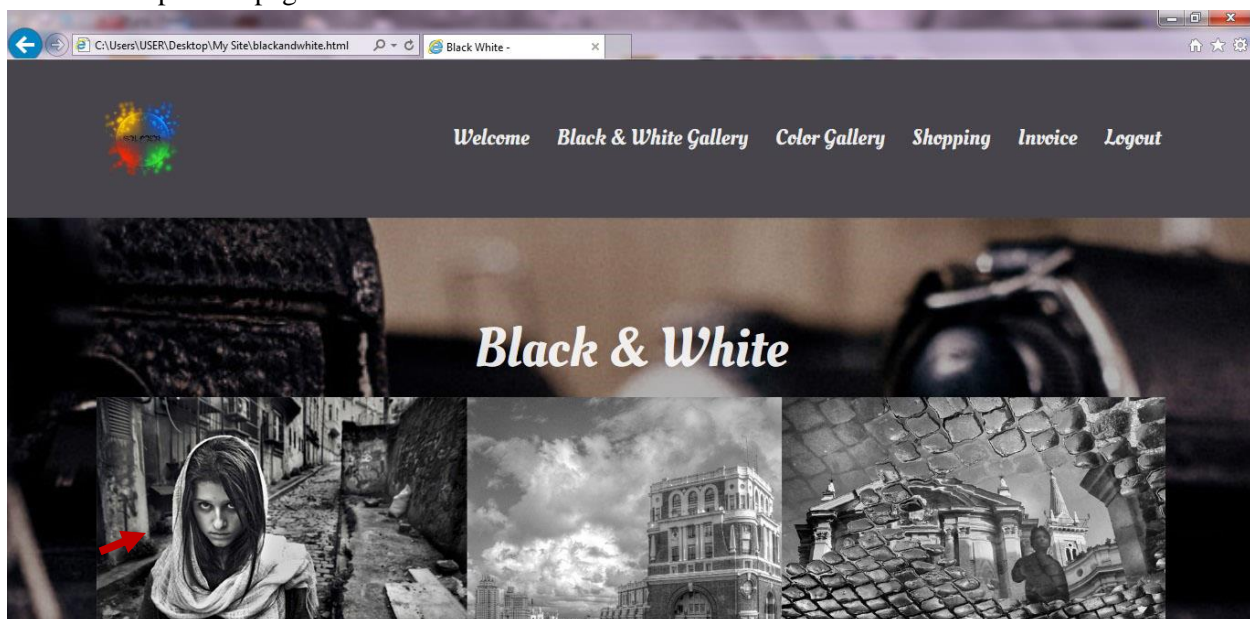 C:\Users\USER\Desktop\My Site\blackandwhite.html
Black White -
Welcome Black & White Gallery Color Gallery Shopping Invoice Logout
Black & White